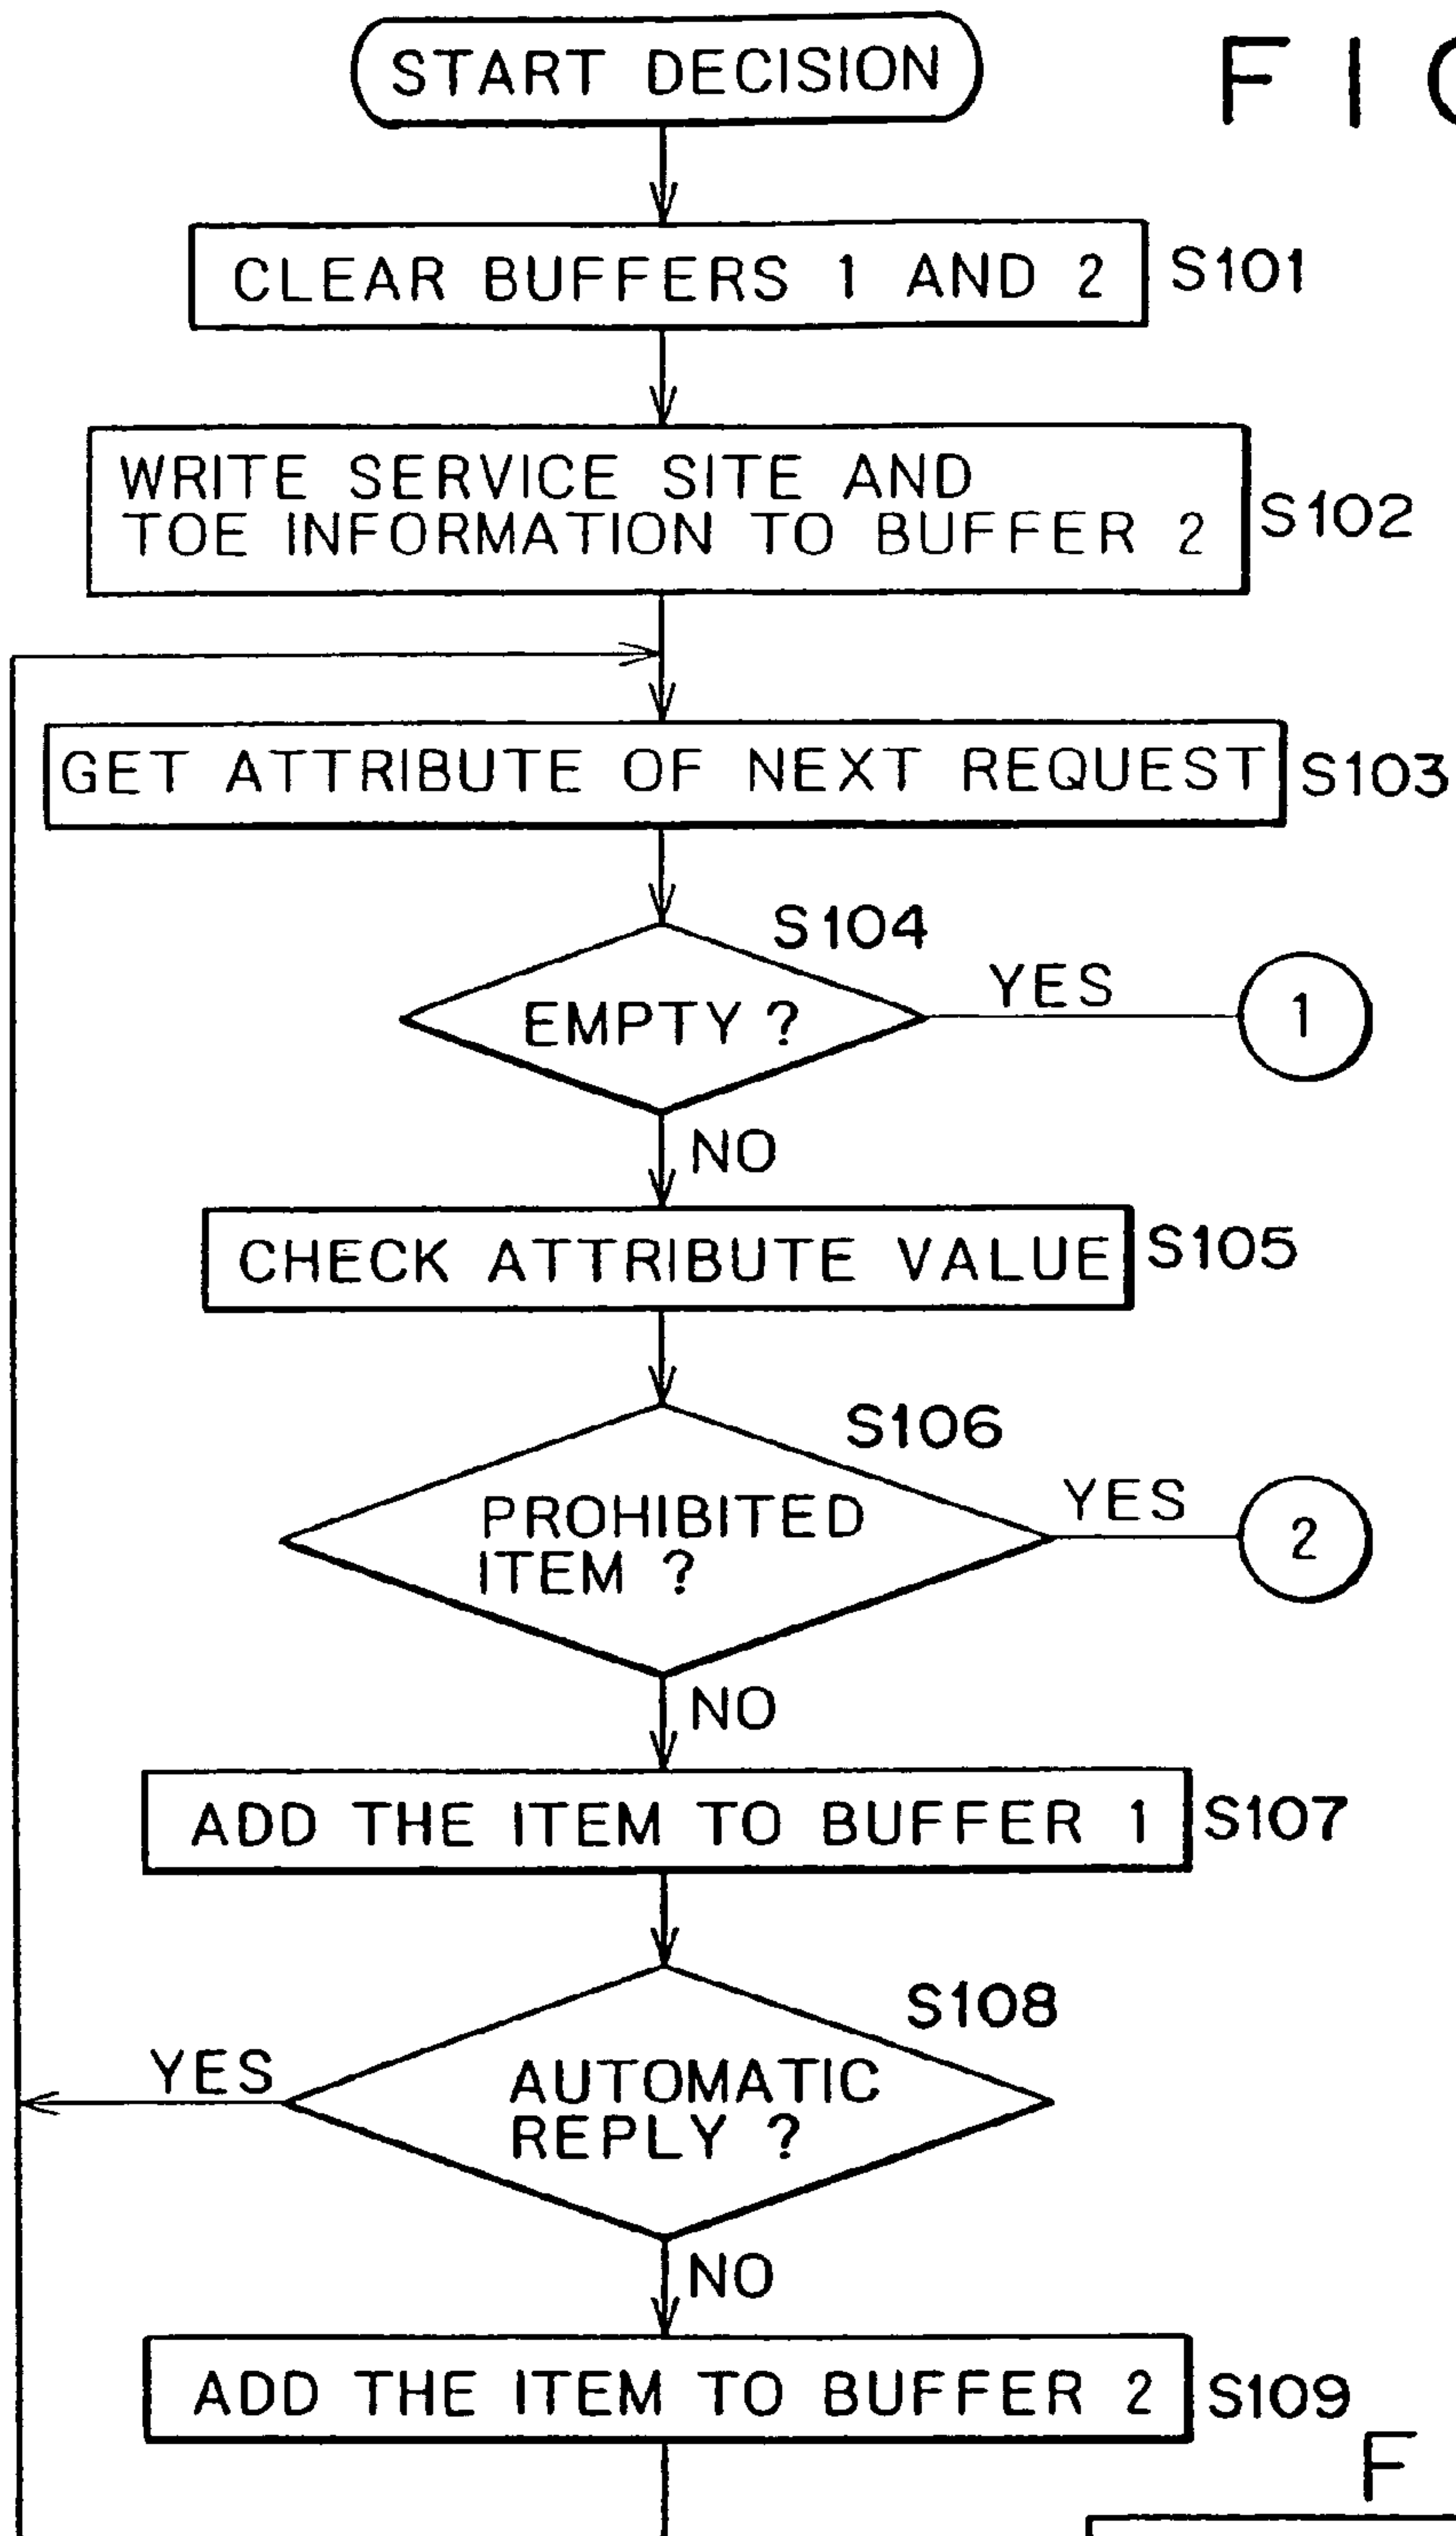 START DECISION
FI
CLEAR BUFFERS 1 AND 2
S101
WRITE SERVICE SITE AND
TOE INFORMATION TO BUFFER 2
S102
GET ATTRIBUTE OF NEXT REQUEST
S103
S104
EMPTY ?
YES
1
NO
CHECK ATTRIBUTE VALUE
S105
S106
PROHIBITED
ITEM ?
YES
2
NO
ADD THE ITEM TO BUFFER 1
S107
S108
YES
AUTOMATIC
REPLY ?
NO
ADD THE ITEM TO BUFFER 2
S109
F